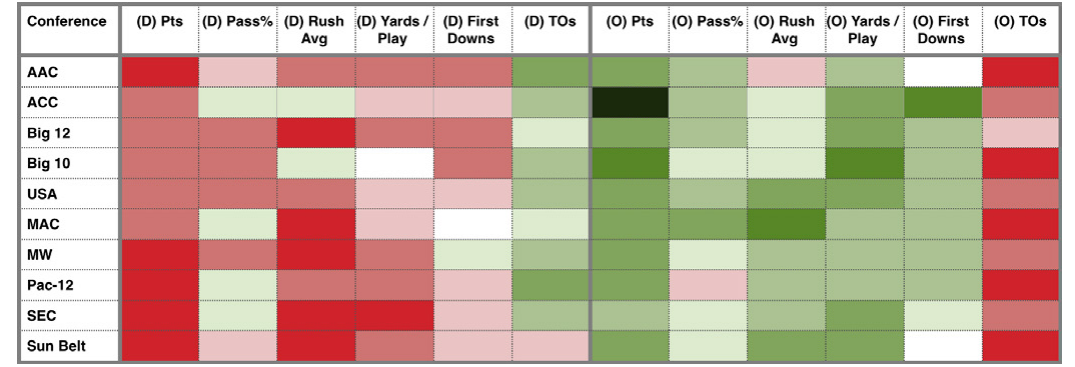 Conference (D) Pts (D) Pass% (D) Rush Avg (D) Yards / Play (D) First Downs (D) TOs (O) Pts (O) Pass% (O) Rush Avg (O) Yards / Play (O) First Downs (O) TOs
AAC
ACC
Big 12
Big 10
USA
MAC
MW
Pac-12
SEC
Sun Belt